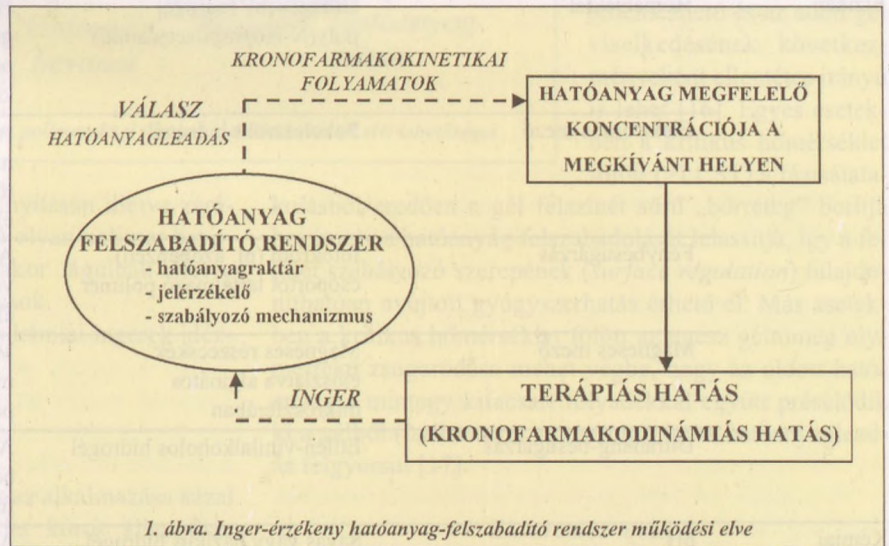 KRONOFARMAKOKINETIKAI
FOLYAMATOK
VÁLASZ
HATÓANYAGLEADÁS
HATÓANYAG MEGFELELŐ
KONCENTRÁCIÓJA A
MEGKÍVÁNT HELYEN
HATÓANYAG
FELSZABADÍTÓ RENDSZER
- hatóanyagraktár
- jelérzékelő
- szabályozó mechanizmus
INGER
TERÁPIÁS HATÁS
(KRONOFARMAKODINÁMIÁS HATÁS)
1. ábra. Inger-érzékeny hatóanyag-felszabadító rendszer működési elve